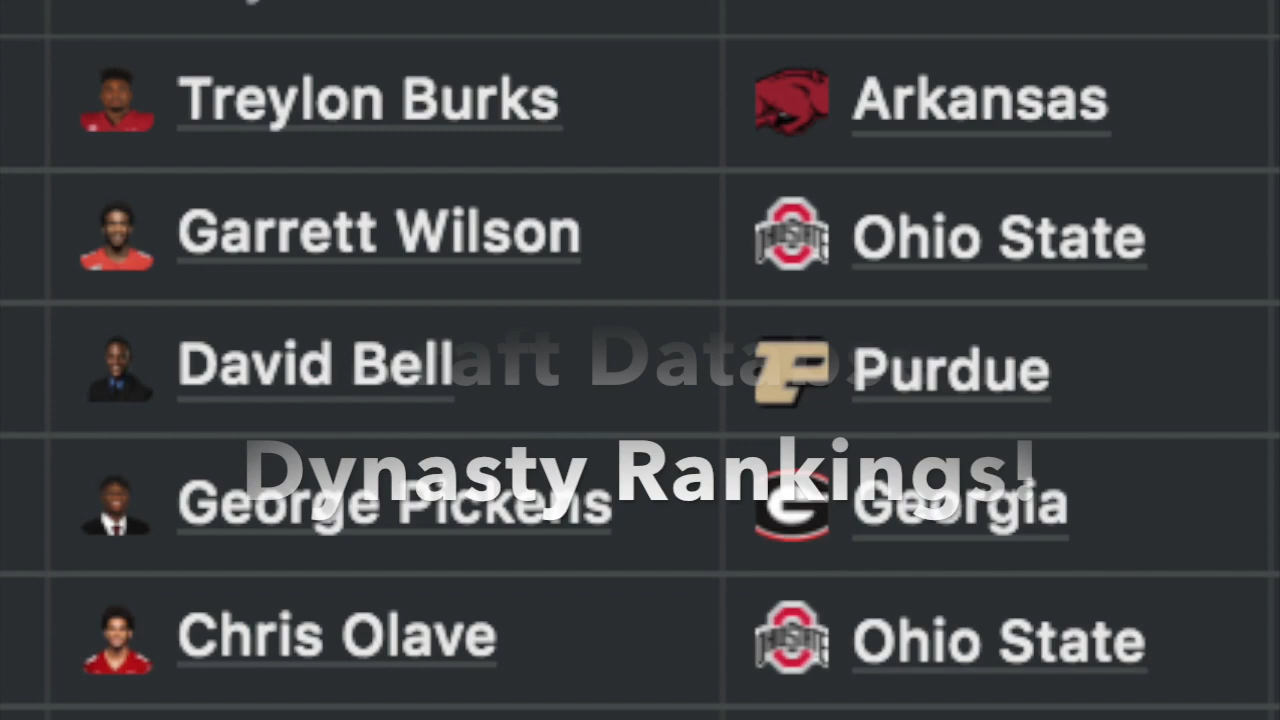 Treylon Burks Arkansas
Garrett Wilson Ohio State
David Bell Purdue
Dynasty Rankings!
George Pickens Georgia
Chris Olave Ohio State